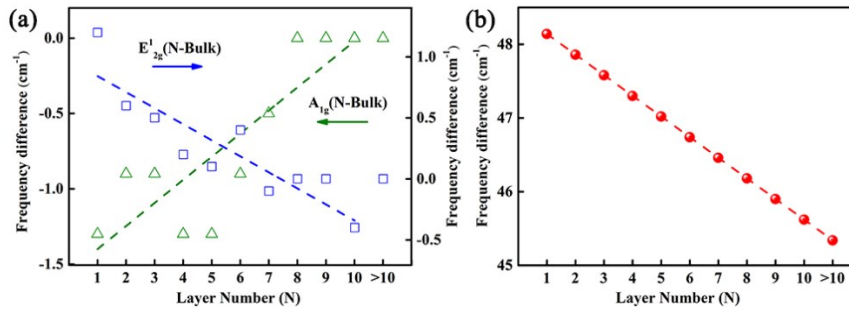 (a)
Frequency difference (cm⁻¹)
0.0
-0.5
-1.0
-1.5
E¹₂g(N-Bulk)
A₁g(N-Bulk)
1.0
0.5
0.0
-0.5
Frequency difference (cm⁻¹)
1 2 3 4 5 6 7 8 9 10 >10
Layer Number (N)
(b)
Frequency difference (cm⁻¹)
48
47
46
45
1 2 3 4 5 6 7 8 9 10 >10
Layer Number (N)